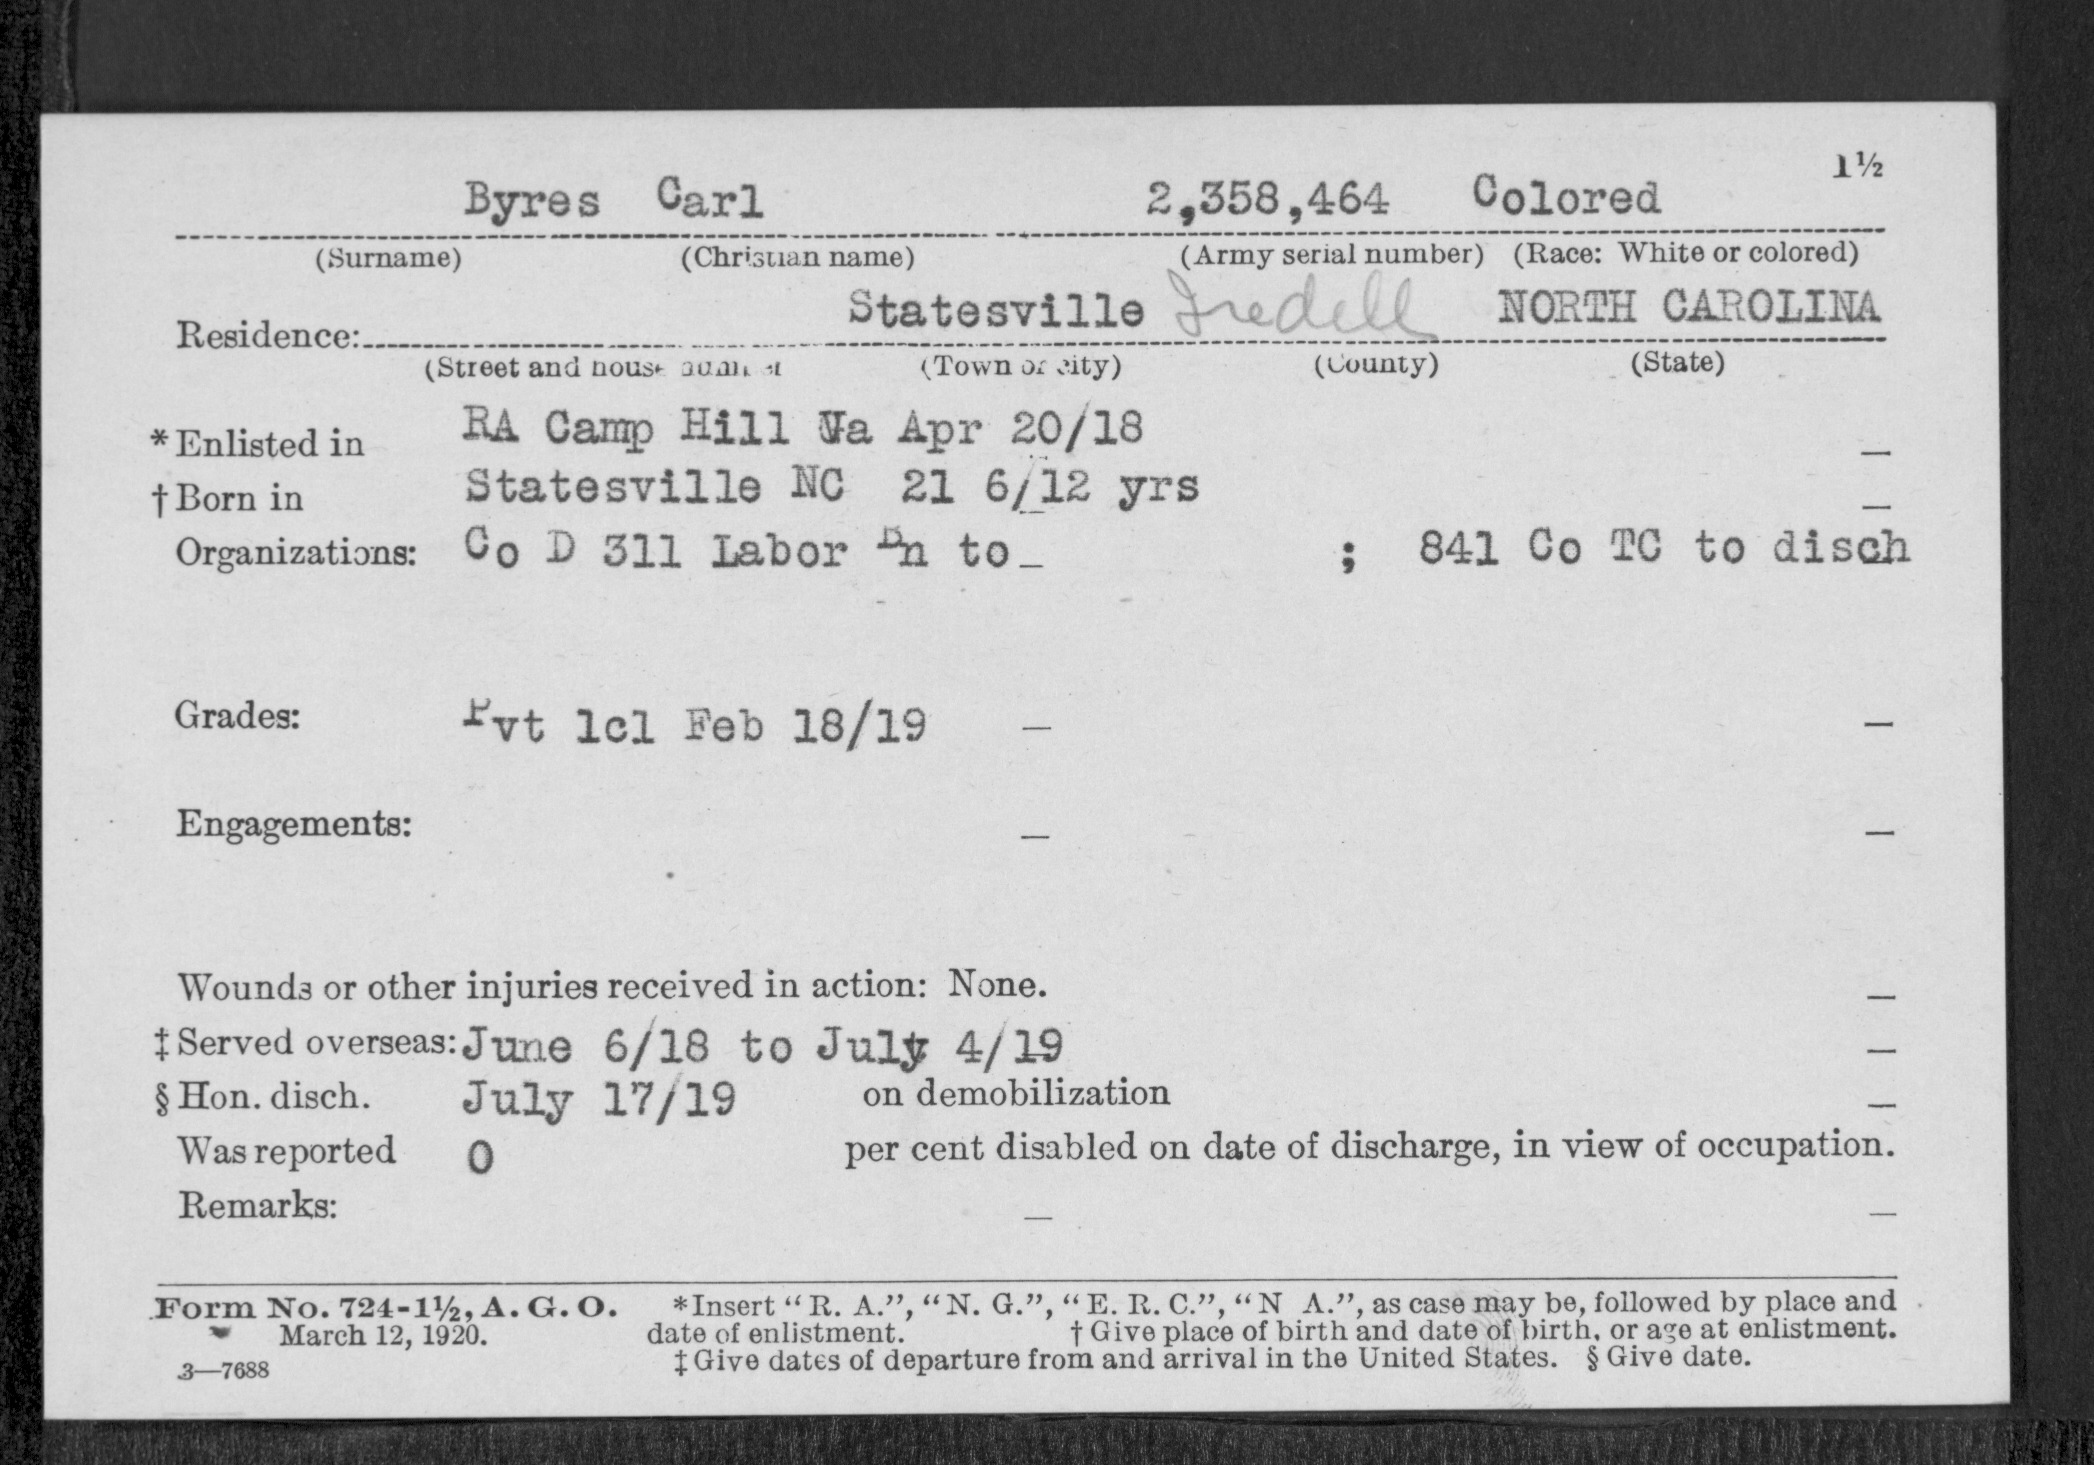 1½
Byres Carl 2,358,464 Colored
(Surname) (Christian name) (Army serial number) (Race: White or colored)
Residence: Statesville Iredell NORTH CAROLINA
(Street and house number) (Town or city) (County) (State)
*Enlisted in RA Camp Hill Va Apr 20/18 –
†Born in Statesville NC 21 6/12 yrs –
Organizations: Co D 311 Labor Bn to – ; 841 Co TC to disch
Grades: Pvt 1cl Feb 18/19 – –
Engagements: – –
Wounds or other injuries received in action: None. –
‡Served overseas: June 6/18 to July 4/19 –
§Hon. disch. July 17/19 on demobilization –
Was reported 0 per cent disabled on date of discharge, in view of occupation.
Remarks: – –
Form No. 724-1½, A. G. O. *Insert "R. A.", "N. G.", "E. R. C.", "N A.", as case may be, followed by place and
March 12, 1920. date of enlistment. †Give place of birth and date of birth, or age at enlistment.
3—7688 ‡Give dates of departure from and arrival in the United States. §Give date.